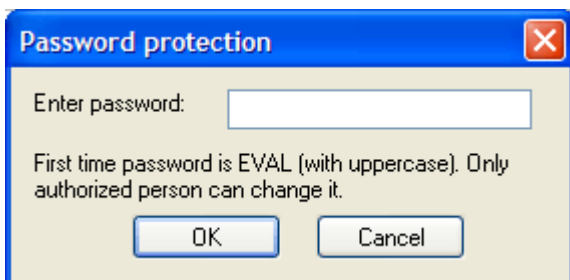 Password protection
Enter password:
First time password is EVAL (with uppercase). Only
authorized person can change it.
OK Cancel